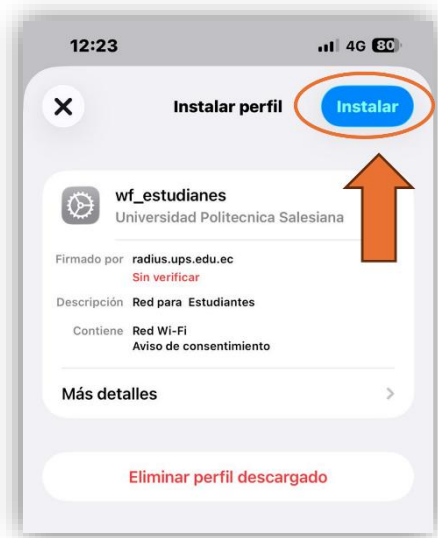 12:23
4G 80
Instalar perfil
Instalar
wf_estudianes
Universidad Politecnica Salesiana
Firmado por radius.ups.edu.ec
Sin verificar
Descripción Red para Estudiantes
Contiene Red Wi-Fi
Aviso de consentimiento
Más detalles
Eliminar perfil descargado